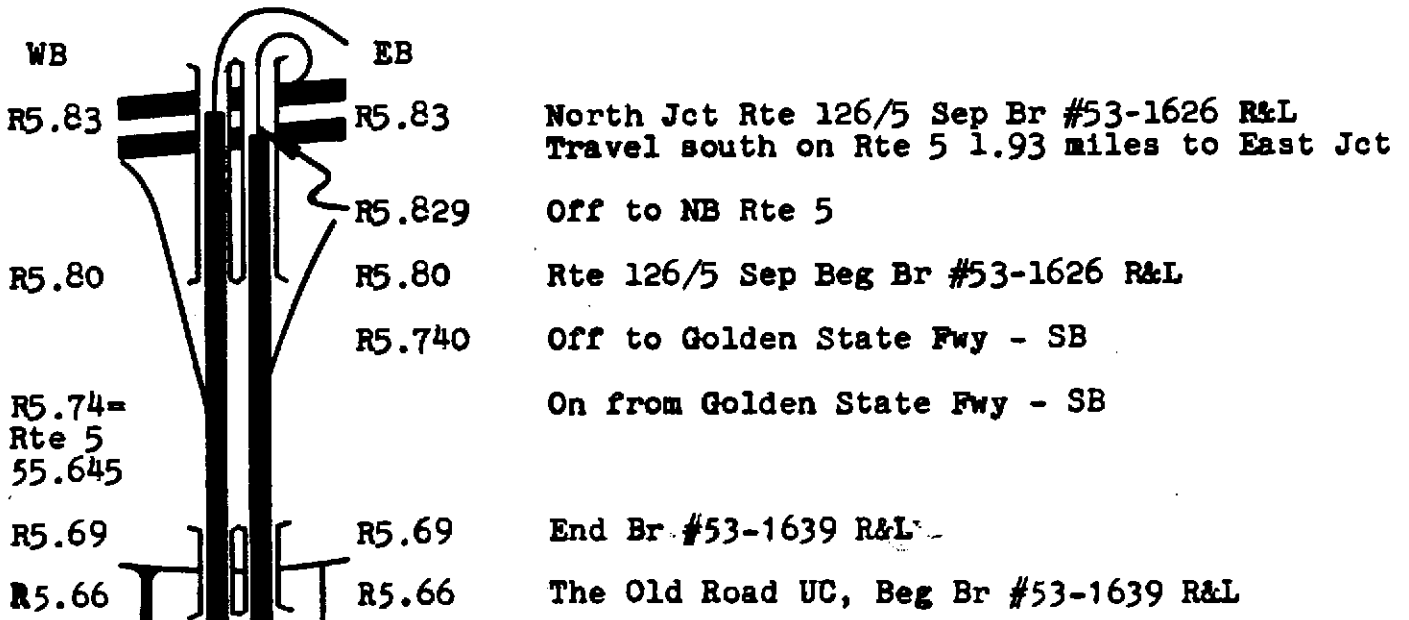 WB EB
R5.83 R5.83 North Jct Rte 126/5 Sep Br #53-1626 R&L
Travel south on Rte 5 1.93 miles to East Jct
R5.829 Off to NB Rte 5
R5.80 R5.80 Rte 126/5 Sep Beg Br #53-1626 R&L
R5.740 Off to Golden State Fwy - SB
R5.74= On from Golden State Fwy - SB
Rte 5
55.645
R5.69 R5.69 End Br #53-1639 R&L
R5.66 R5.66 The Old Road UC, Beg Br #53-1639 R&L